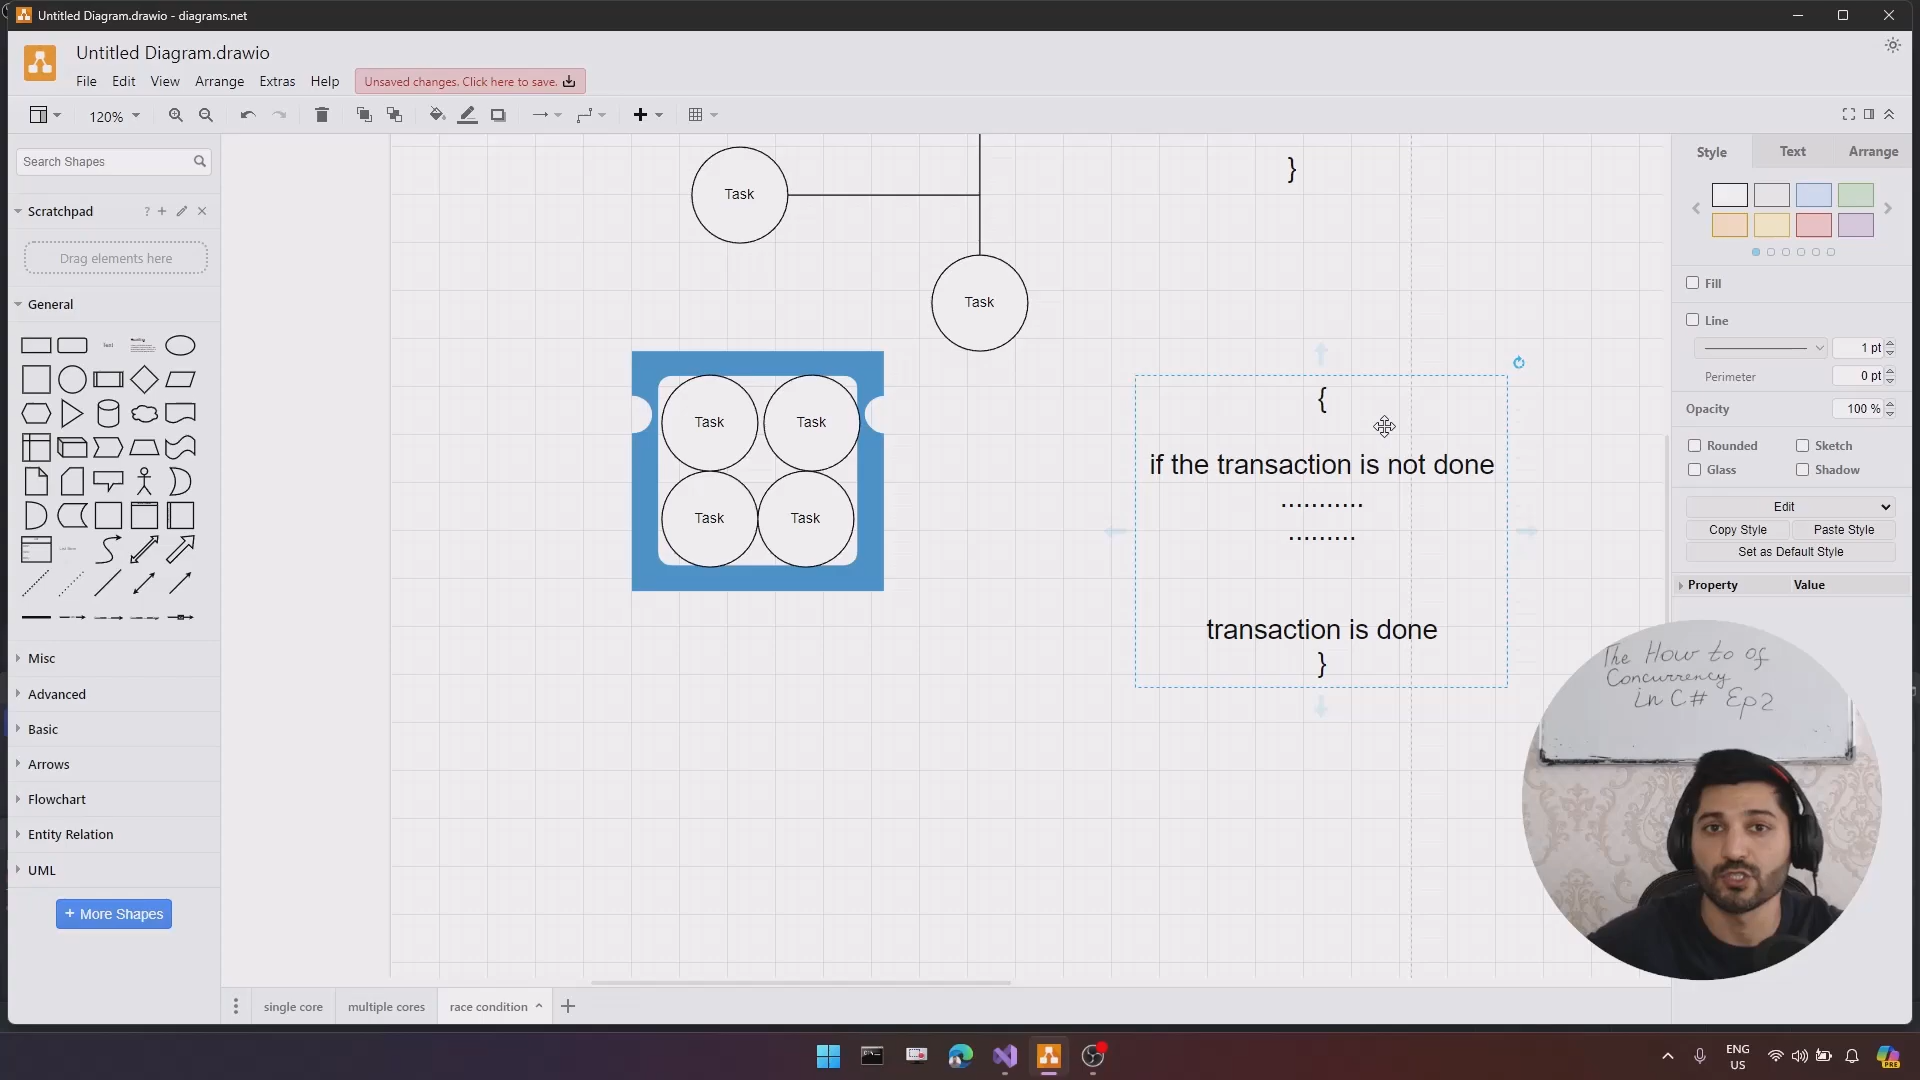 Untitled Diagram.drawio - diagrams.net
Untitled Diagram.drawio
File Edit View Arrange Extras Help
Unsaved changes. Click here to save.
120%
Search Shapes
Scratchpad
?
Drag elements here
General
Text
Heading
List Item
Misc
Advanced
Basic
Arrows
Flowchart
Entity Relation
UML
+ More Shapes
Task
Task
Task
Task
Task
Task
}
{
if the transaction is not done
...........
.........
transaction is done
}
Style Text Arrange
Fill
Line
1 pt
Perimeter 0 pt
Opacity 100 %
Rounded Sketch
Glass Shadow
Edit
Copy Style Paste Style
Set as Default Style
Property Value
The How to of
Concurrency
in C# Ep2
single core multiple cores race condition
ENG
US
PRE